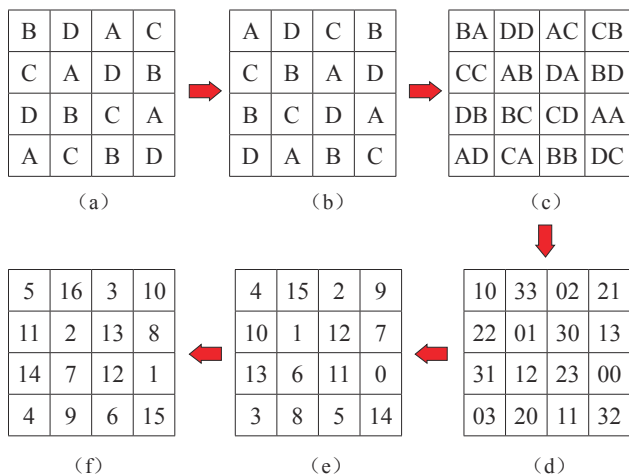 B D A C A D C B BA DD AC CB
C A D B C B A D CC AB DA BD
D B C A B C D A DB BC CD AA
A C B D D A B C AD CA BB DC
（a） （b） （c）
5 16 3 10 4 15 2 9 10 33 02 21
11 2 13 8 10 1 12 7 22 01 30 13
14 7 12 1 13 6 11 0 31 12 23 00
4 9 6 15 3 8 5 14 03 20 11 32
（f） （e） （d）